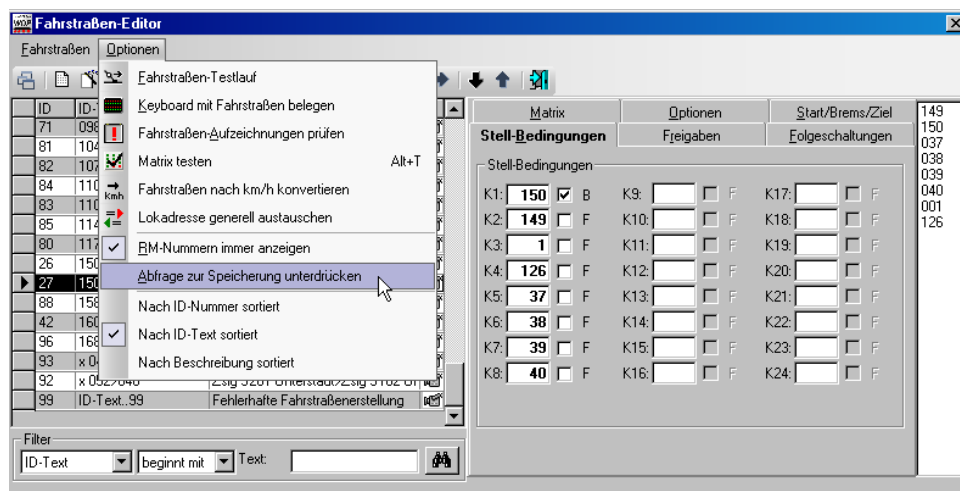 Fahrstraßen-Editor
Fahrstraßen Optionen
Fahrstraßen-Testlauf
Keyboard mit Fahrstraßen belegen
Fahrstraßen-Aufzeichnungen prüfen
Matrix testen Alt+T
Fahrstraßen nach km/h konvertieren
Lokadresse generell austauschen
RM-Nummern immer anzeigen
Abfrage zur Speicherung unterdrücken
Nach ID-Nummer sortiert
Nach ID-Text sortiert
Nach Beschreibung sortiert
ID
71
81
82
84
83
85
80
26
27
88
42
96
93
92
99 ID-Text..99 Fehlerhafte Fahrstraßenerstellung
Filter
ID-Text beginnt mit Text:
Matrix Optionen Start/Brems/Ziel
Stell-Bedingungen Freigaben Folgeschaltungen
Stell-Bedingungen
K1: 150 B K9: F K17: F
K2: 149 F K10: F K18: F
K3: 1 F K11: F K19: F
K4: 126 F K12: F K20: F
K5: 37 F K13: F K21: F
K6: 38 F K14: F K22: F
K7: 39 F K15: F K23: F
K8: 40 F K16: F K24: F
149
150
037
038
039
040
001
126